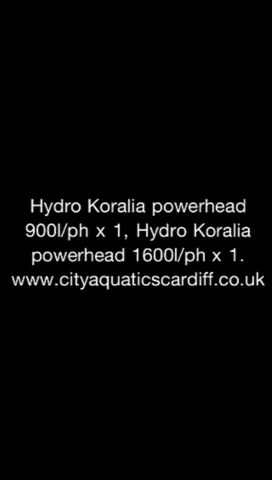 Hydro Koralia powerhead
900l/ph x 1, Hydro Koralia
powerhead 1600l/ph x 1.
www.cityaquaticscardiff.co.uk